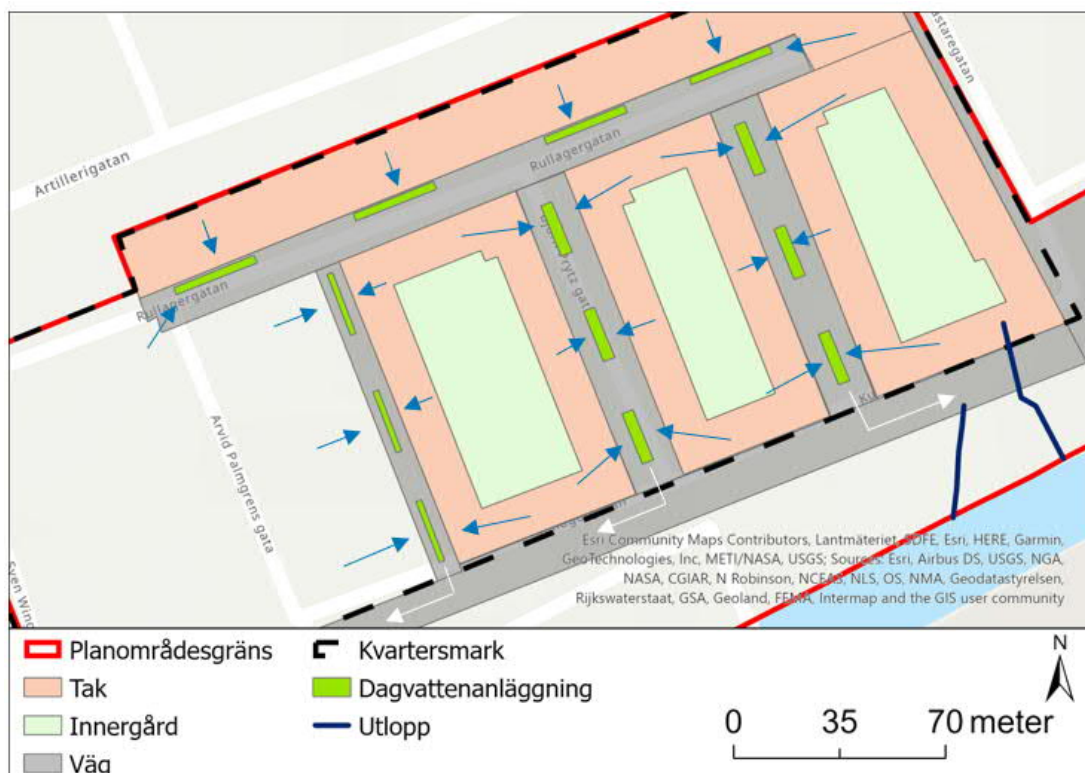 Artillerigatan
Rullagergatan
Rullagergatan
Arvid Palmgrens gata
Esri Community Maps Contributors, Lantmäteriet, SDFE, Esri, HERE, Garmin,
GeoTechnologies, Inc, METI/NASA, USGS; Sources: Esri, Airbus DS, USGS, NGA,
NASA, CGIAR, N Robinson, NCEAS, NLS, OS, NMA, Geodatastyrelsen,
Rijkswaterstaat, GSA, Geoland, FEMA, Intermap and the GIS user community
Planområdesgräns
Tak
Innergård
Väg
Kvartersmark
Dagvattenanläggning
Utlopp
N
0 35 70 meter